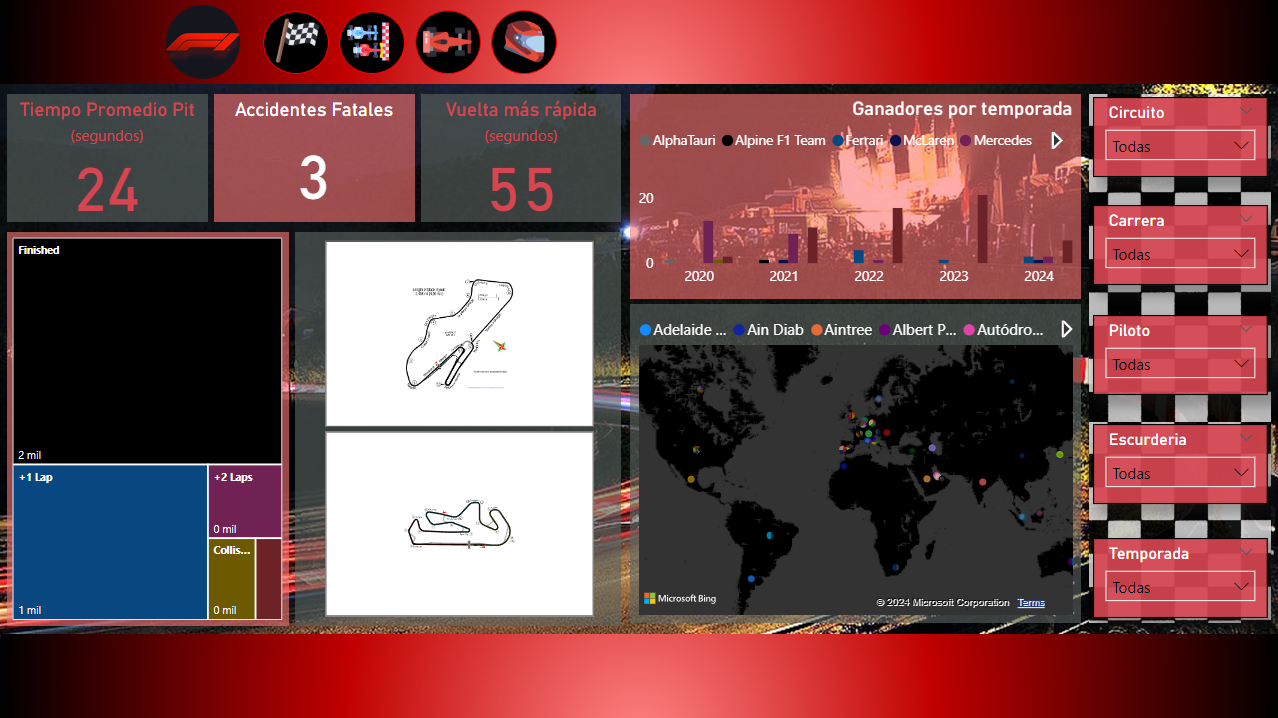 Tiempo Promedio Pit
(segundos)
24
Accidentes Fatales
3
Vuelta más rápida
(segundos)
55
Ganadores por temporada
AlphaTauri Alpine F1 Team Ferrari McLaren Mercedes
20
0
2020 2021 2022 2023 2024
Finished
2 mil
+1 Lap
1 mil
+2 Laps
0 mil
Collis...
0 mil
Adelaide ... Ain Diab Aintree Albert P... Autódro...
Microsoft Bing
© 2024 Microsoft Corporation Terms
Circuito
Todas
Carrera
Todas
Piloto
Todas
Escurderia
Todas
Temporada
Todas